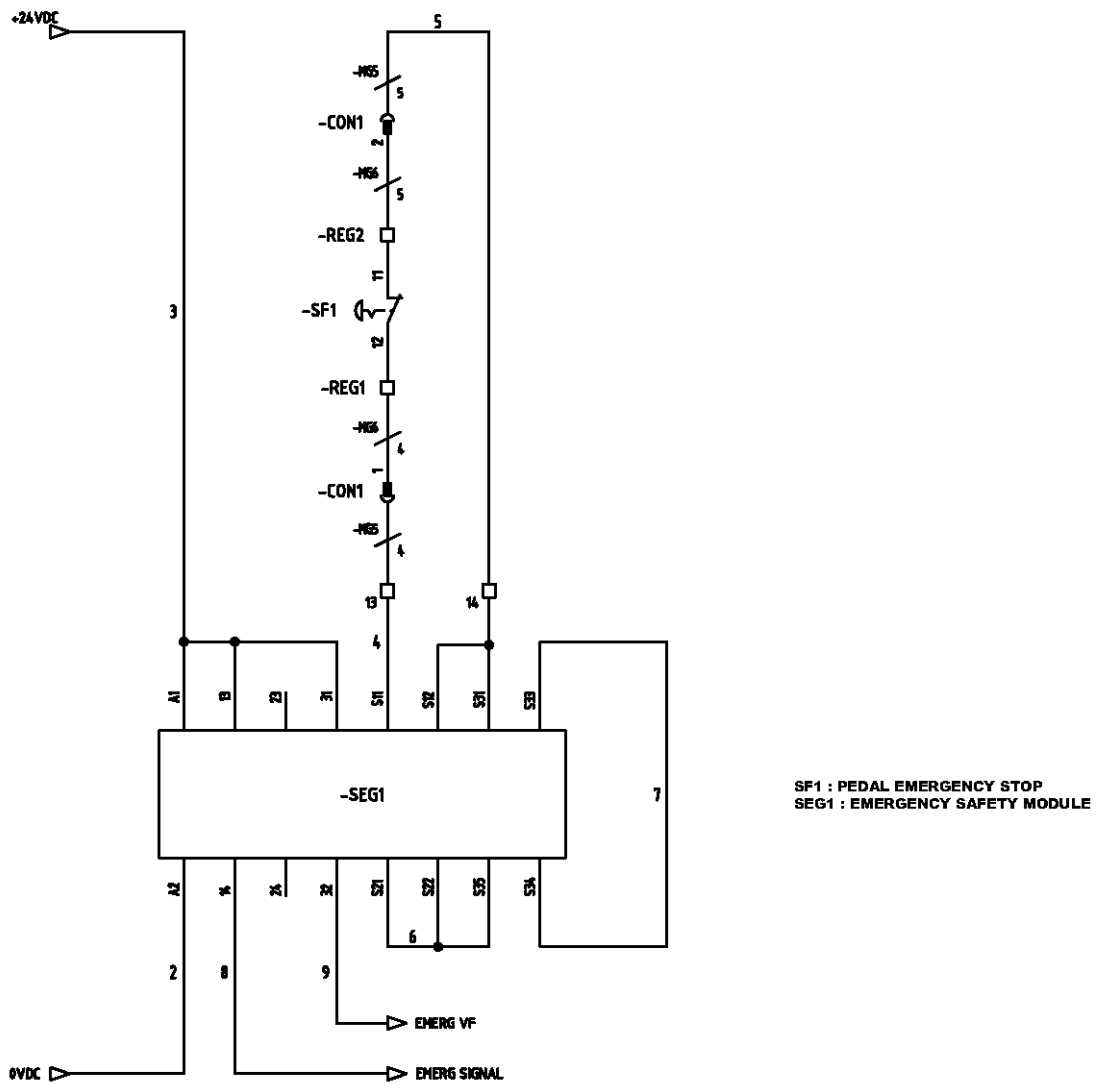 +24VDC
5
-MG5
5
-CON1
2
-MG6
5
-REG2
11
3
-SF1
12
-REG1
-MG6
4
1
-CON1
-MG5
4
13
14
4
A1
13
23
31
S11
S12
S31
S33
-SEG1
7
SF1 : PEDAL EMERGENCY STOP
SEG1 : EMERGENCY SAFETY MODULE
A2
14
24
32
S21
S22
S35
S34
6
2
8
9
EMERG VF
0VDC
EMERG SIGNAL